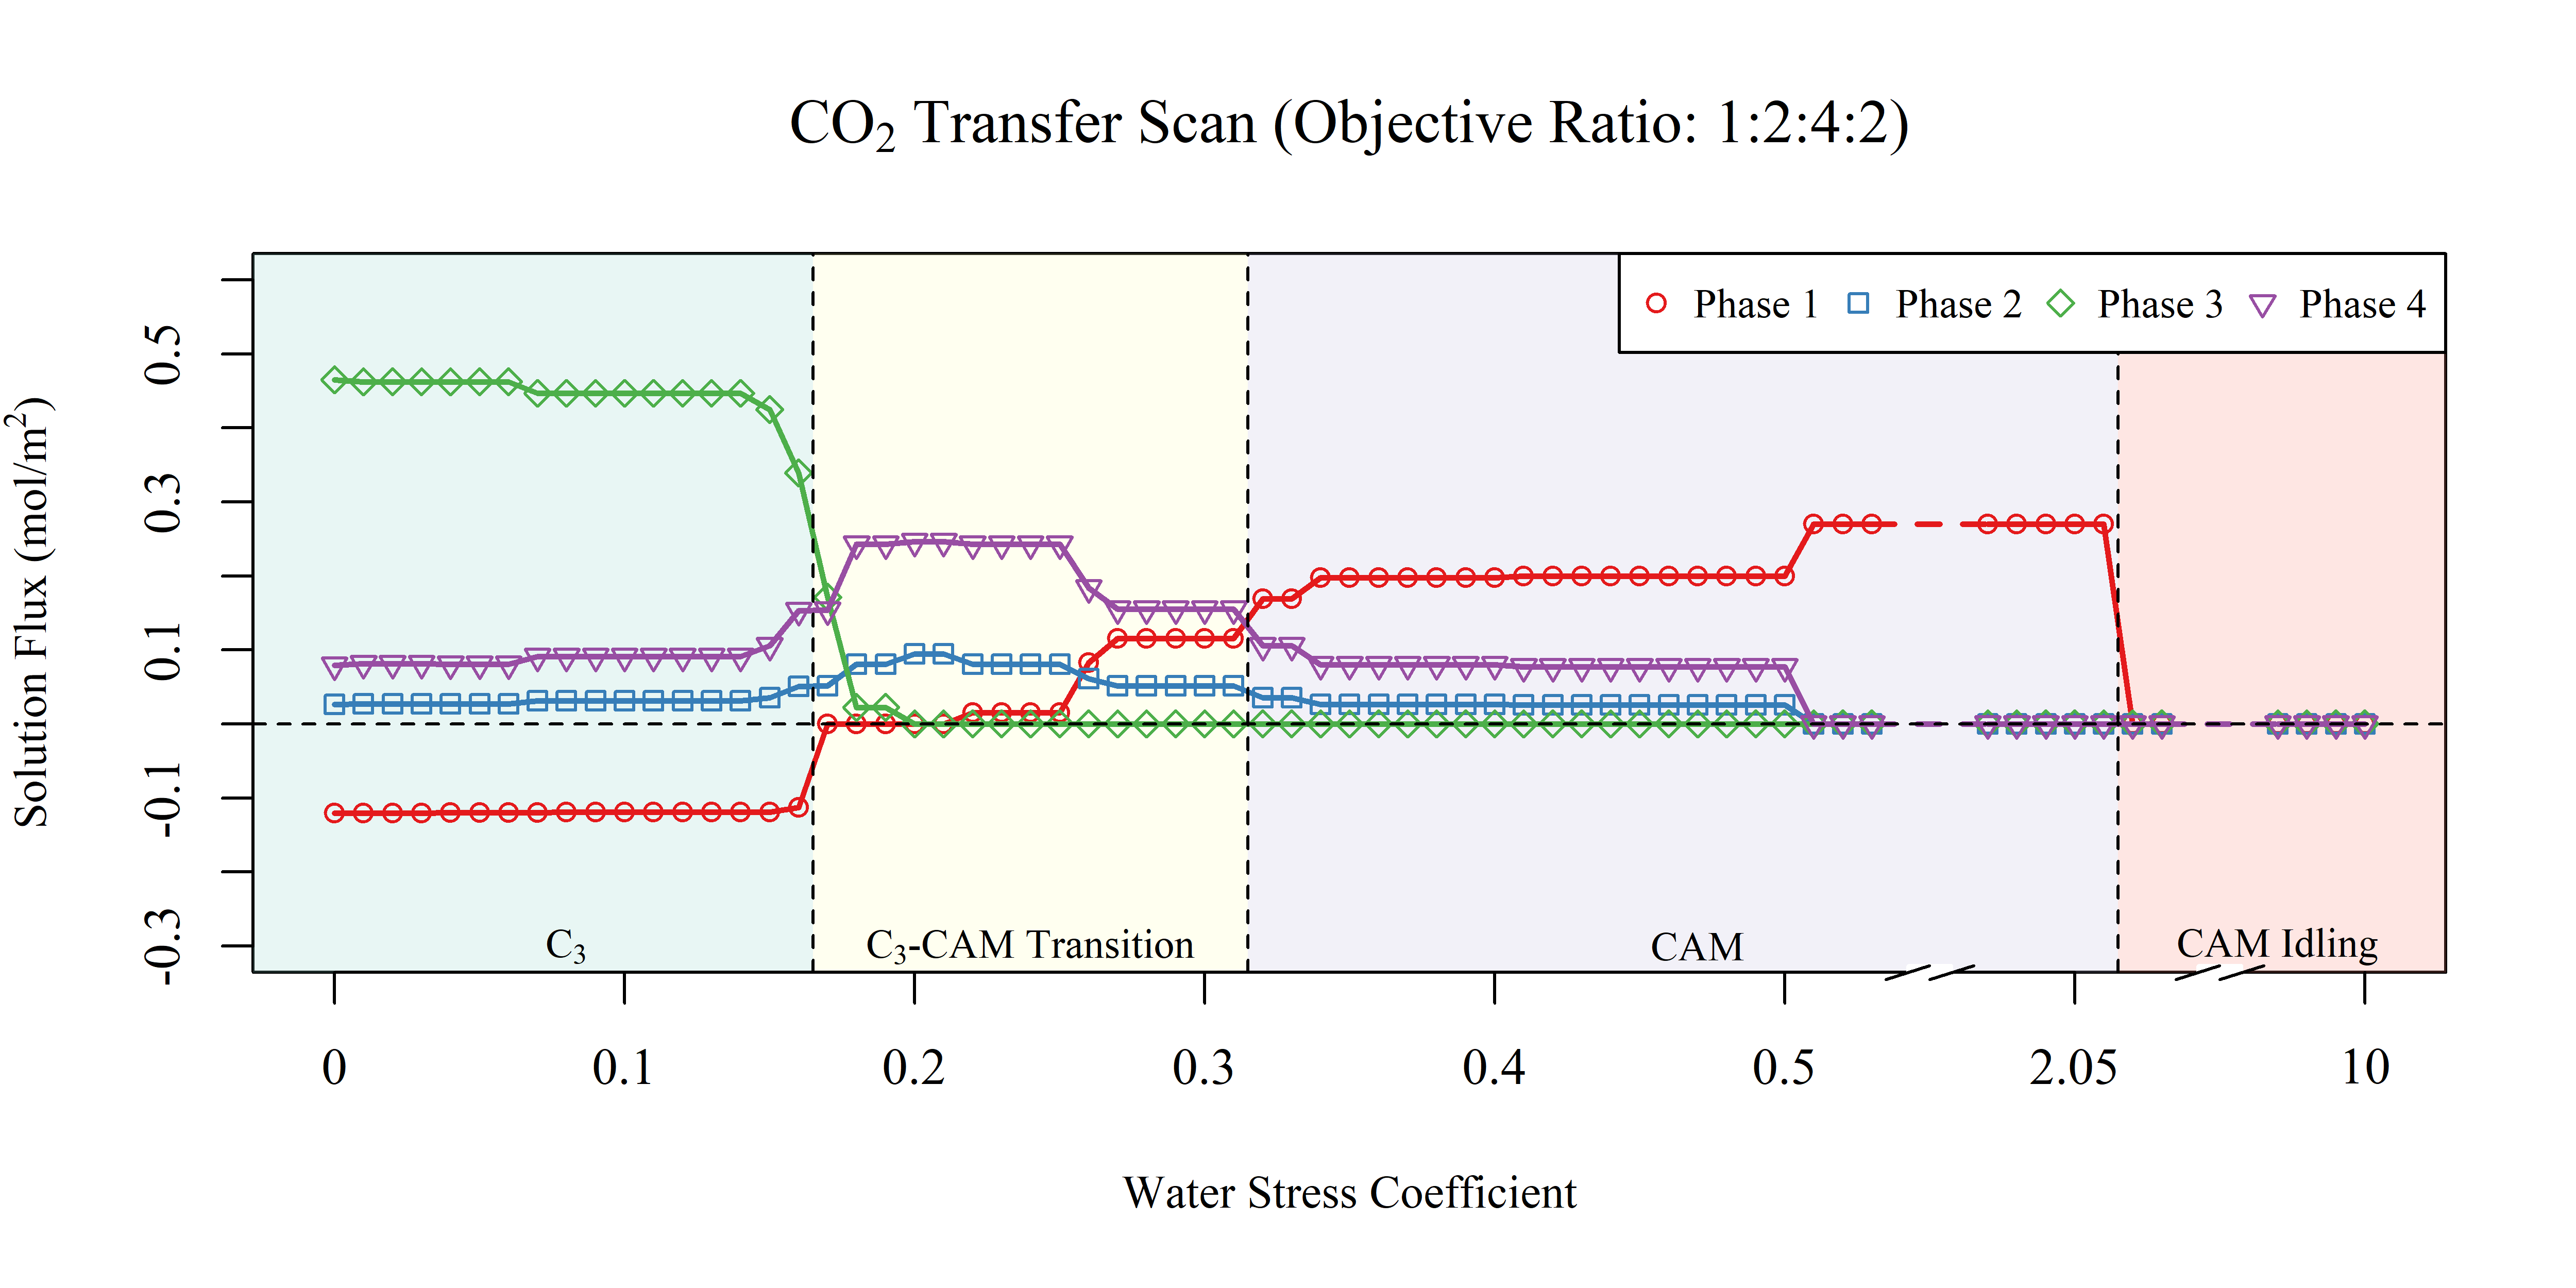 CO₂ Transfer Scan (Objective Ratio: 1:2:4:2)
Phase 1 Phase 2 Phase 3 Phase 4
Solution Flux (mol/m²)
0.5
0.3
0.1
-0.1
-0.3
C₃ C₃-CAM Transition CAM CAM Idling
0 0.1 0.2 0.3 0.4 0.5 2.05 10
Water Stress Coefficient